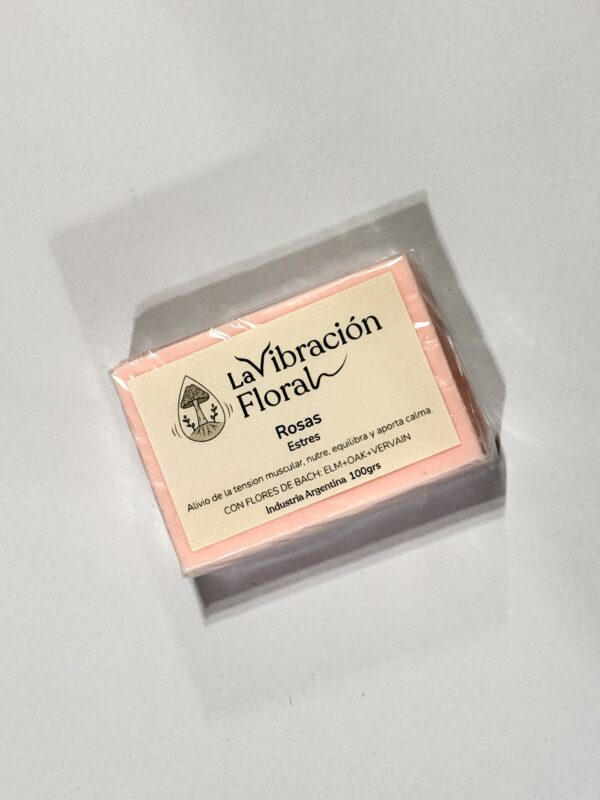 La Vibración
Floral
Rosas
Estres
Alivio de la tension muscular, nutre, equilibra y aporta calma.
CON FLORES DE BACH: ELM+OAK+VERVAIN
Industria Argentina 100grs